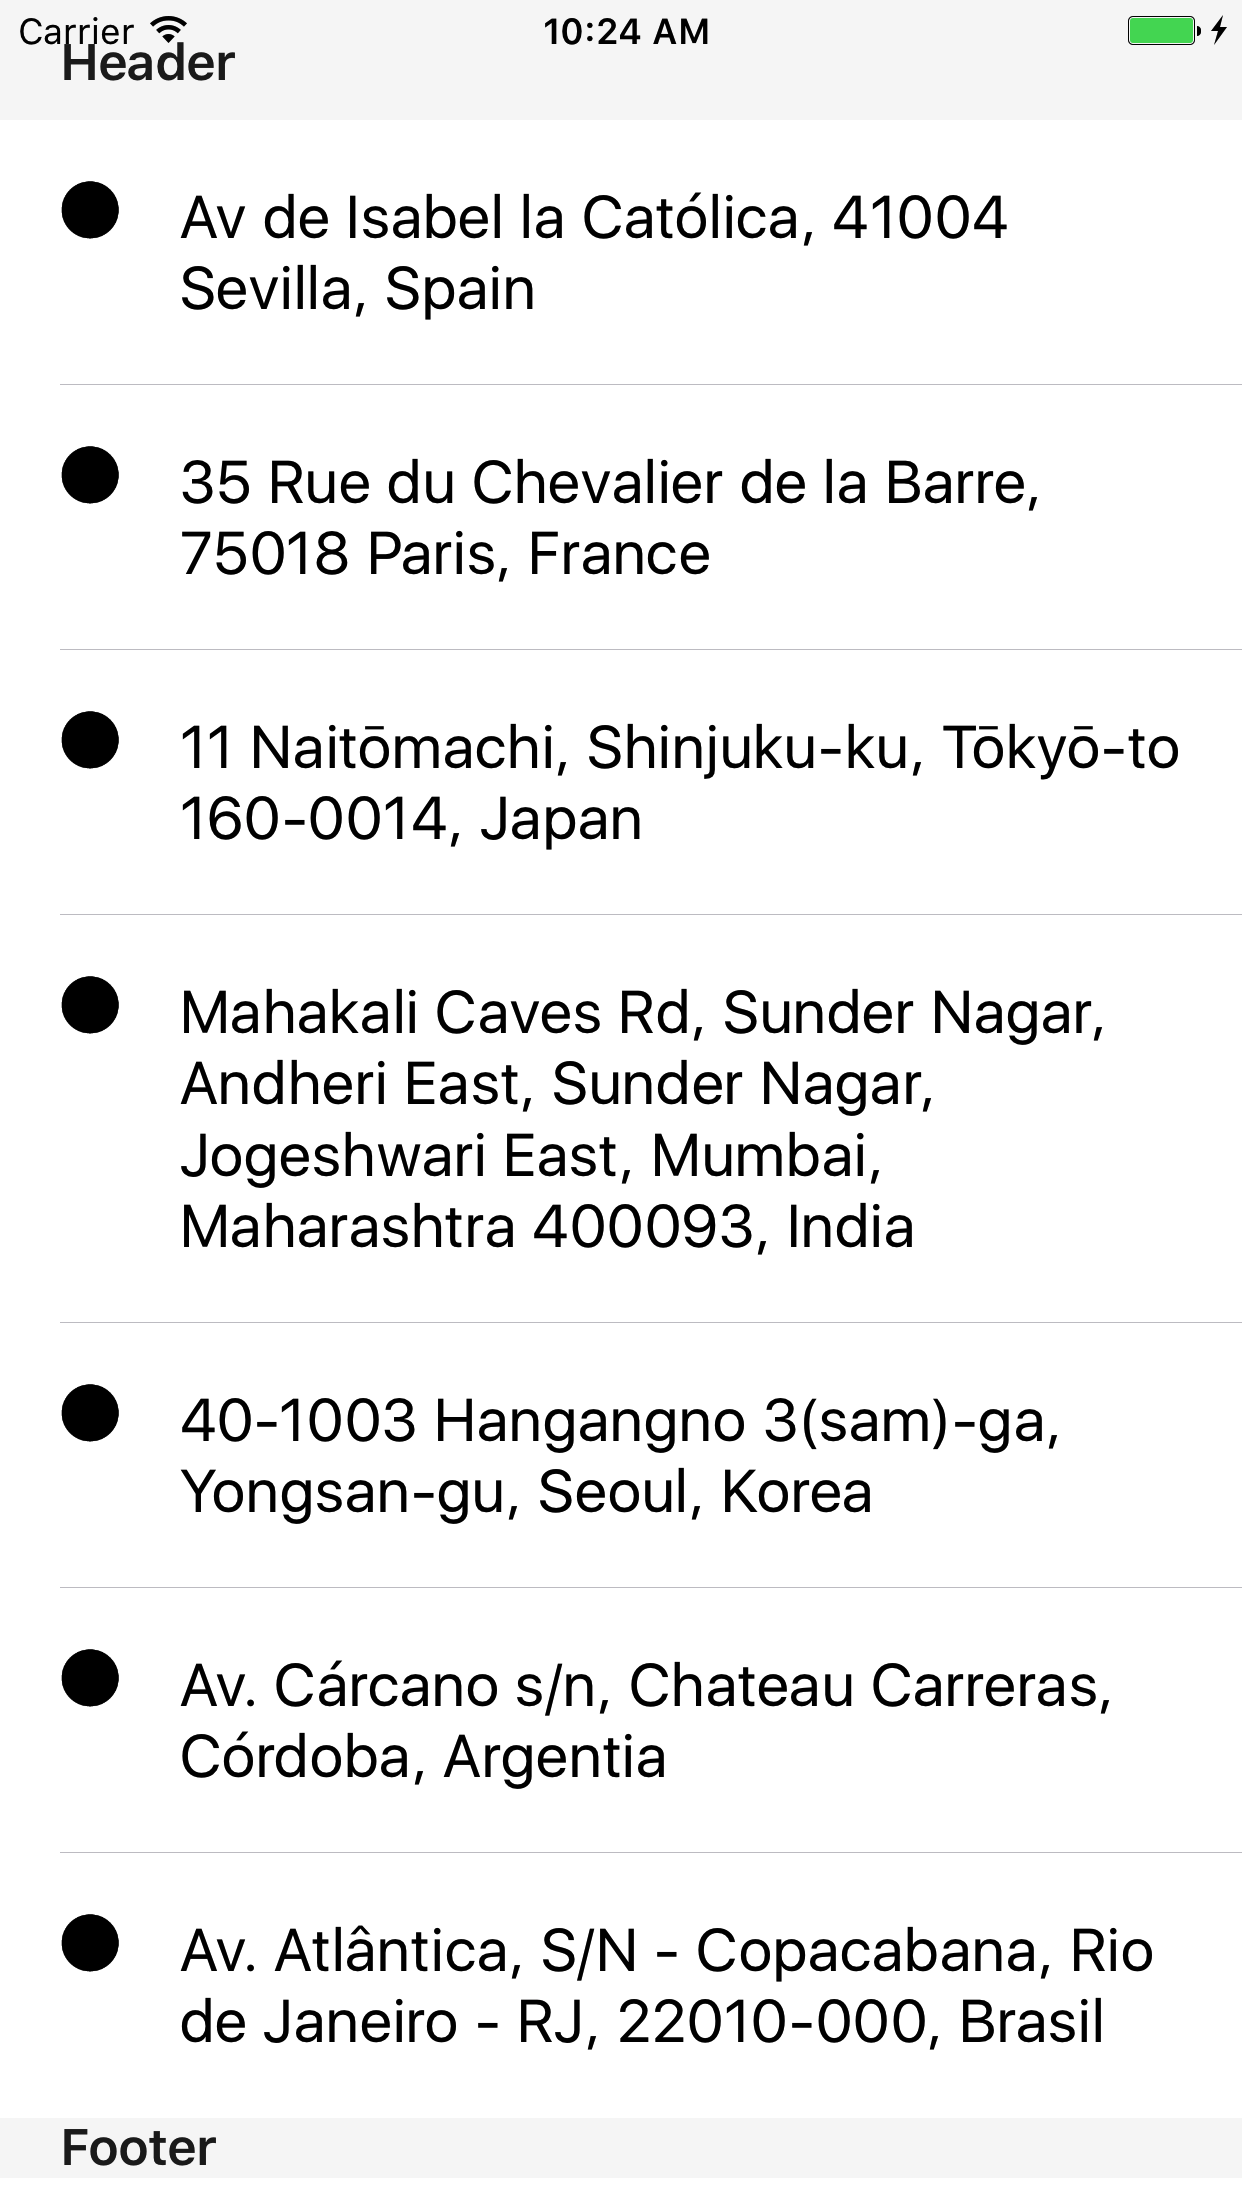 Carrier 10:24 AM
Header
Av de Isabel la Católica, 41004
Sevilla, Spain
35 Rue du Chevalier de la Barre,
75018 Paris, France
11 Naitōmachi, Shinjuku-ku, Tōkyō-to
160-0014, Japan
Mahakali Caves Rd, Sunder Nagar,
Andheri East, Sunder Nagar,
Jogeshwari East, Mumbai,
Maharashtra 400093, India
40-1003 Hangangno 3(sam)-ga,
Yongsan-gu, Seoul, Korea
Av. Cárcano s/n, Chateau Carreras,
Córdoba, Argentia
Av. Atlântica, S/N - Copacabana, Rio
de Janeiro - RJ, 22010-000, Brasil
Footer